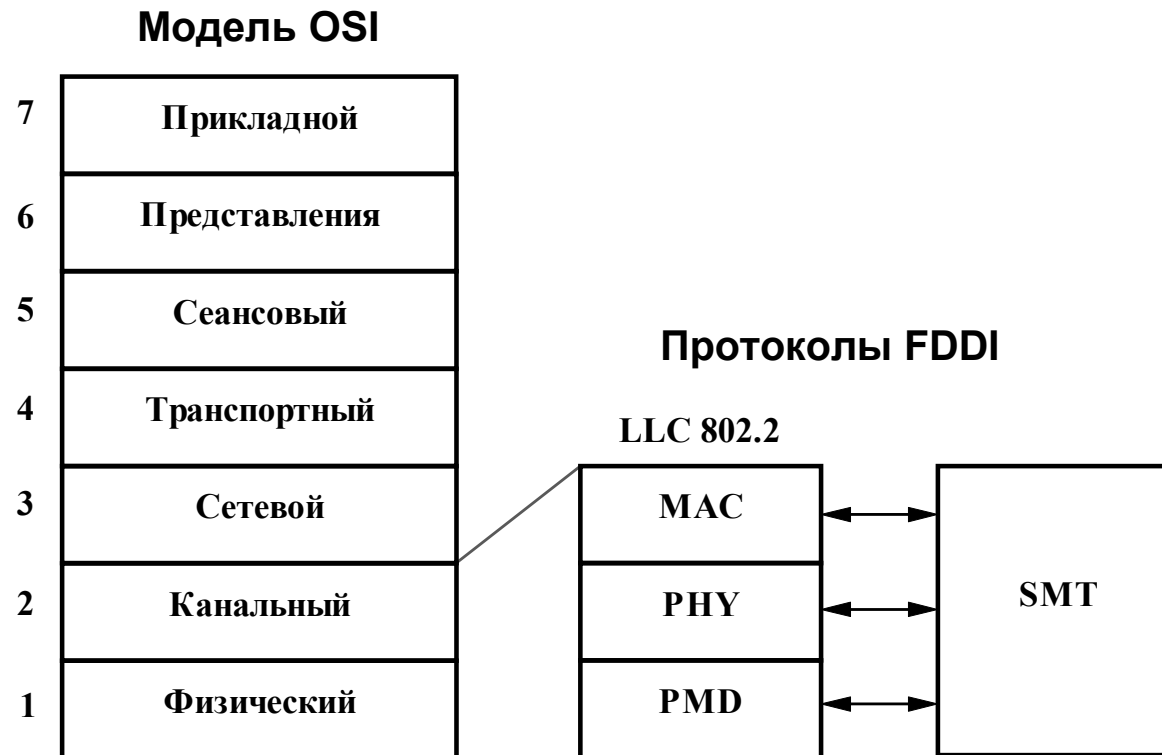 Модель OSI
7 Прикладной
6 Представления
5 Сеансовый
Протоколы FDDI
4 Транспортный
LLC 802.2
3 Сетевой MAC
2 Канальный PHY SMT
1 Физический PMD